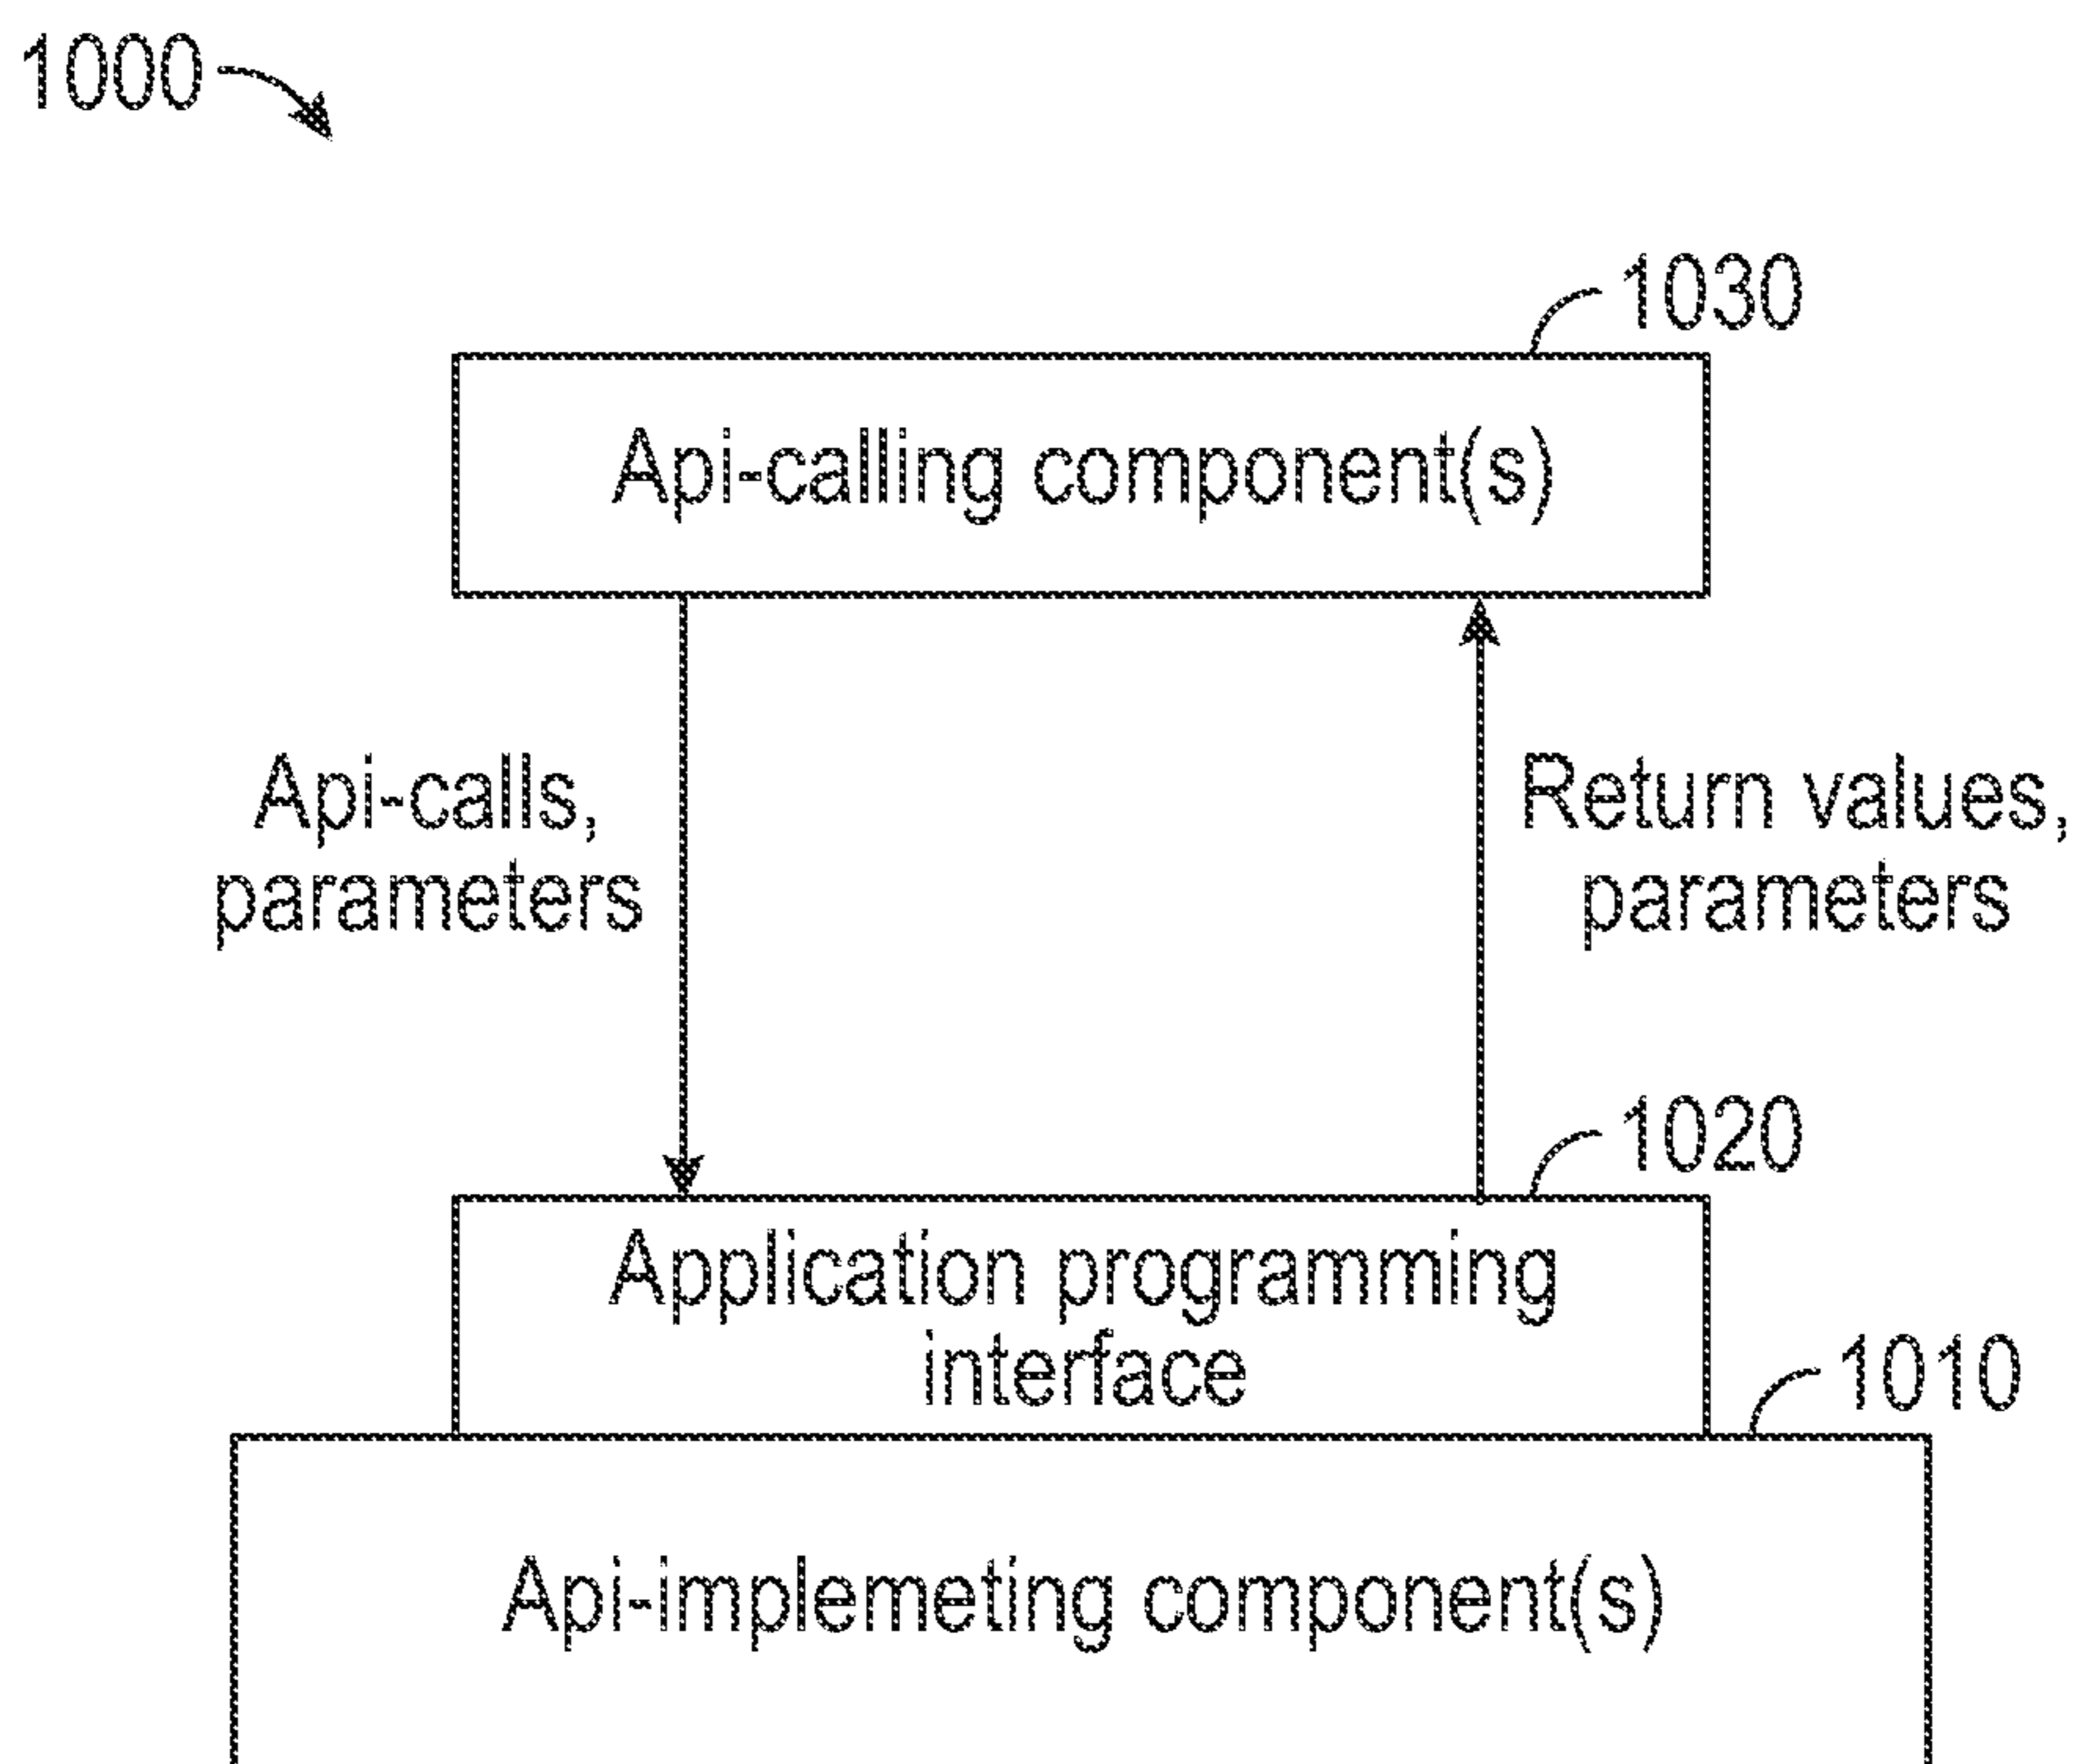 1000
1030
Api-calling component(s)
Api-calls,
parameters
Return values,
parameters
1020
Application programming
interface
1010
Api-implemeting component(s)